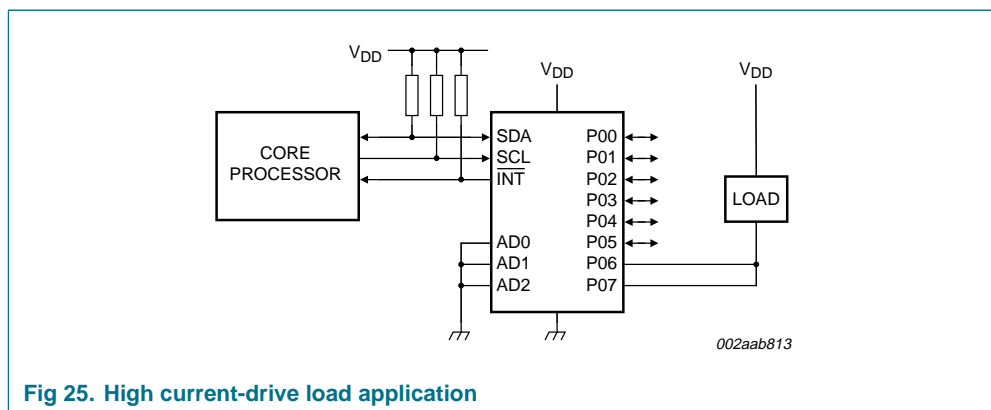 VDD
VDD
VDD
CORE
PROCESSOR
SDA
SCL
INT
AD0
AD1
AD2
P00
P01
P02
P03
P04
P05
P06
P07
LOAD
002aab813
Fig 25. High current-drive load application